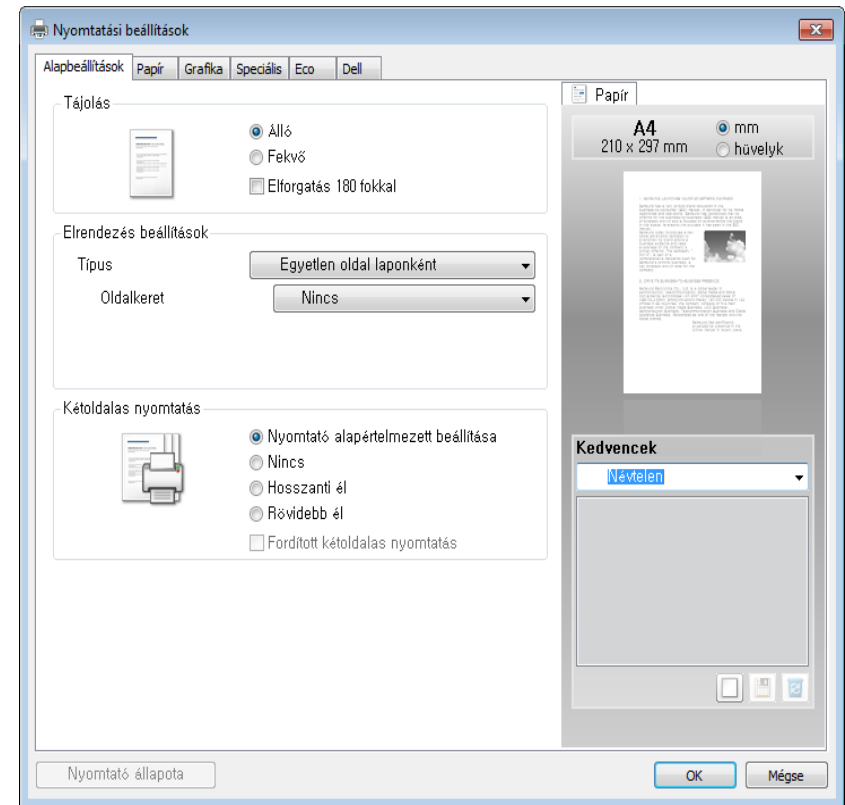 Nyomtatási beállítások
Alapbeállítások Papír Grafika Speciális Eco Dell
Tájolás
Álló
Fekvő
Elforgatás 180 fokkal
Elrendezés beállítások
Típus Egyetlen oldal laponként
Oldalkeret Nincs
Kétoldalas nyomtatás
Nyomtató alapértelmezett beállítása
Nincs
Hosszanti él
Rövidebb él
Fordított kétoldalas nyomtatás
Papír
A4
210 x 297 mm
mm
hüvelyk
Kedvencek
Névtelen
Nyomtató állapota OK Mégse